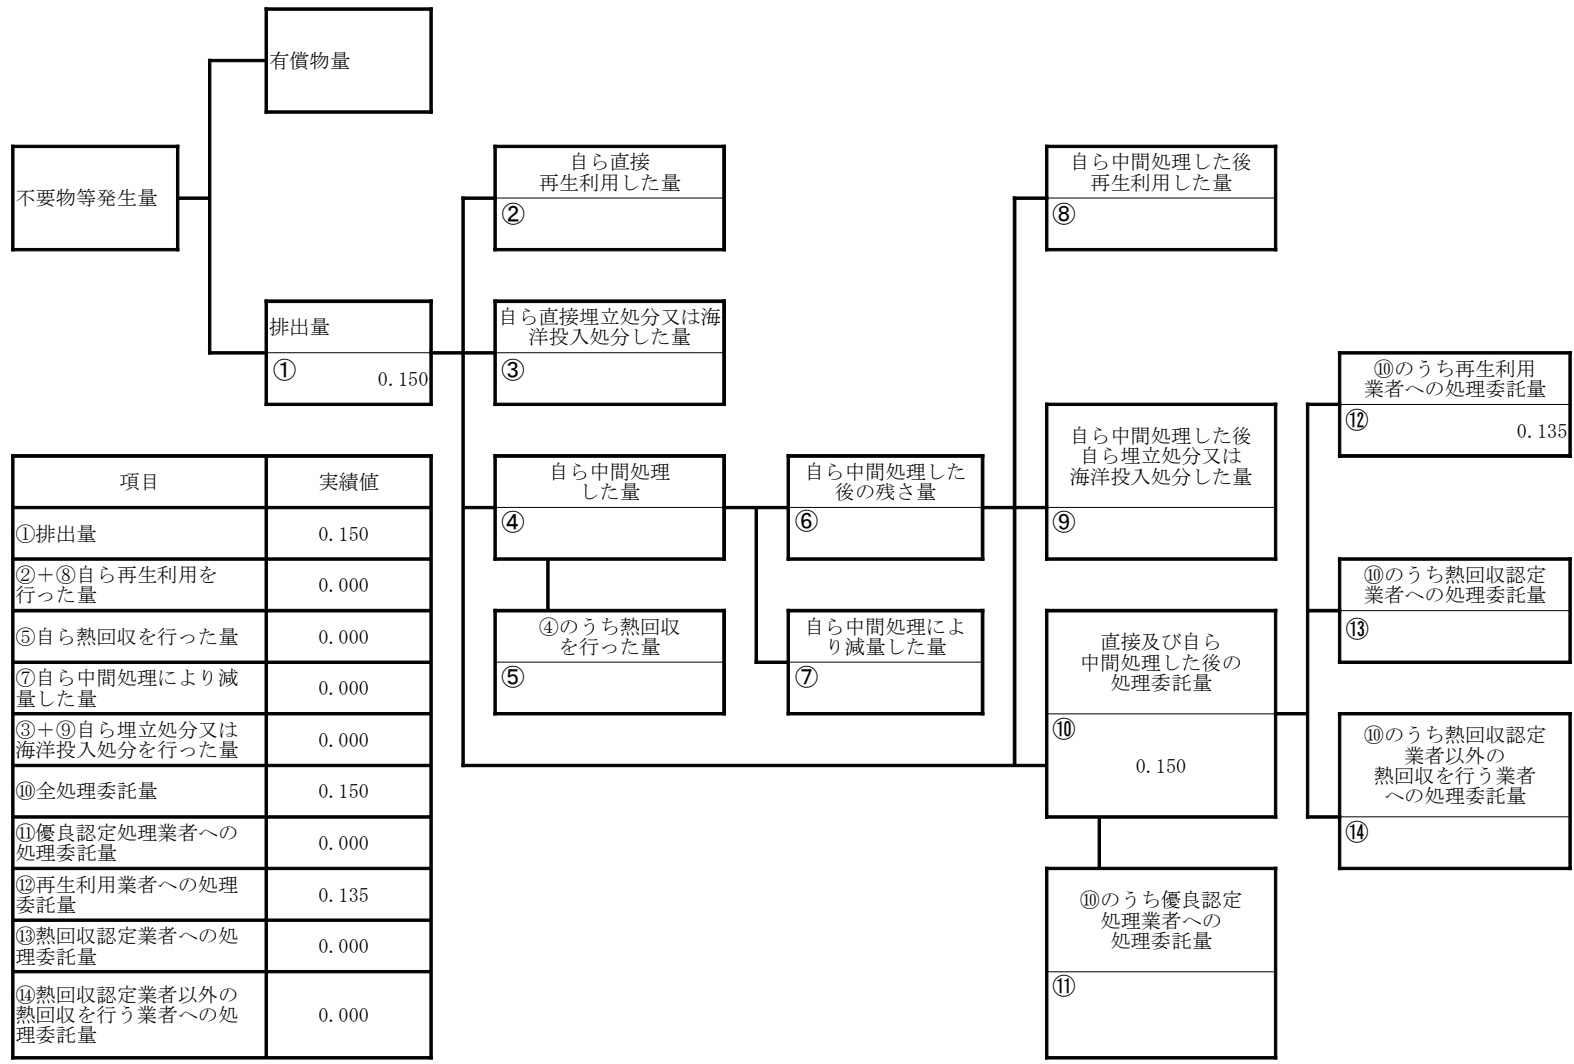 有償物量
不要物等発生量
排出量
①
0.150
自ら直接
再生利用した量
②
自ら直接埋立処分又は海
洋投入処分した量
③
自ら中間処理
した量
④
④のうち熱回収
を行った量
⑤
自ら中間処理した
後の残さ量
⑥
自ら中間処理によ
り減量した量
⑦
自ら中間処理した後
再生利用した量
⑧
自ら中間処理した後
自ら埋立処分又は
海洋投入処分した量
⑨
直接及び自ら
中間処理した後の
処理委託量
⑩
0.150
⑩のうち優良認定
処理業者への
処理委託量
⑪
⑩のうち再生利用
業者への処理委託量
⑫
0.135
⑩のうち熱回収認定
業者への処理委託量
⑬
⑩のうち熱回収認定
業者以外の
熱回収を行う業者
への処理委託量
⑭
項目 実績値
①排出量 0.150
②＋⑧自ら再生利用を
行った量 0.000
⑤自ら熱回収を行った量 0.000
⑦自ら中間処理により減
量した量 0.000
③＋⑨自ら埋立処分又は
海洋投入処分を行った量 0.000
⑩全処理委託量 0.150
⑪優良認定処理業者への
処理委託量 0.000
⑫再生利用業者への処理
委託量 0.135
⑬熱回収認定業者への処
理委託量 0.000
⑭熱回収認定業者以外の
熱回収を行う業者への処
理委託量 0.000